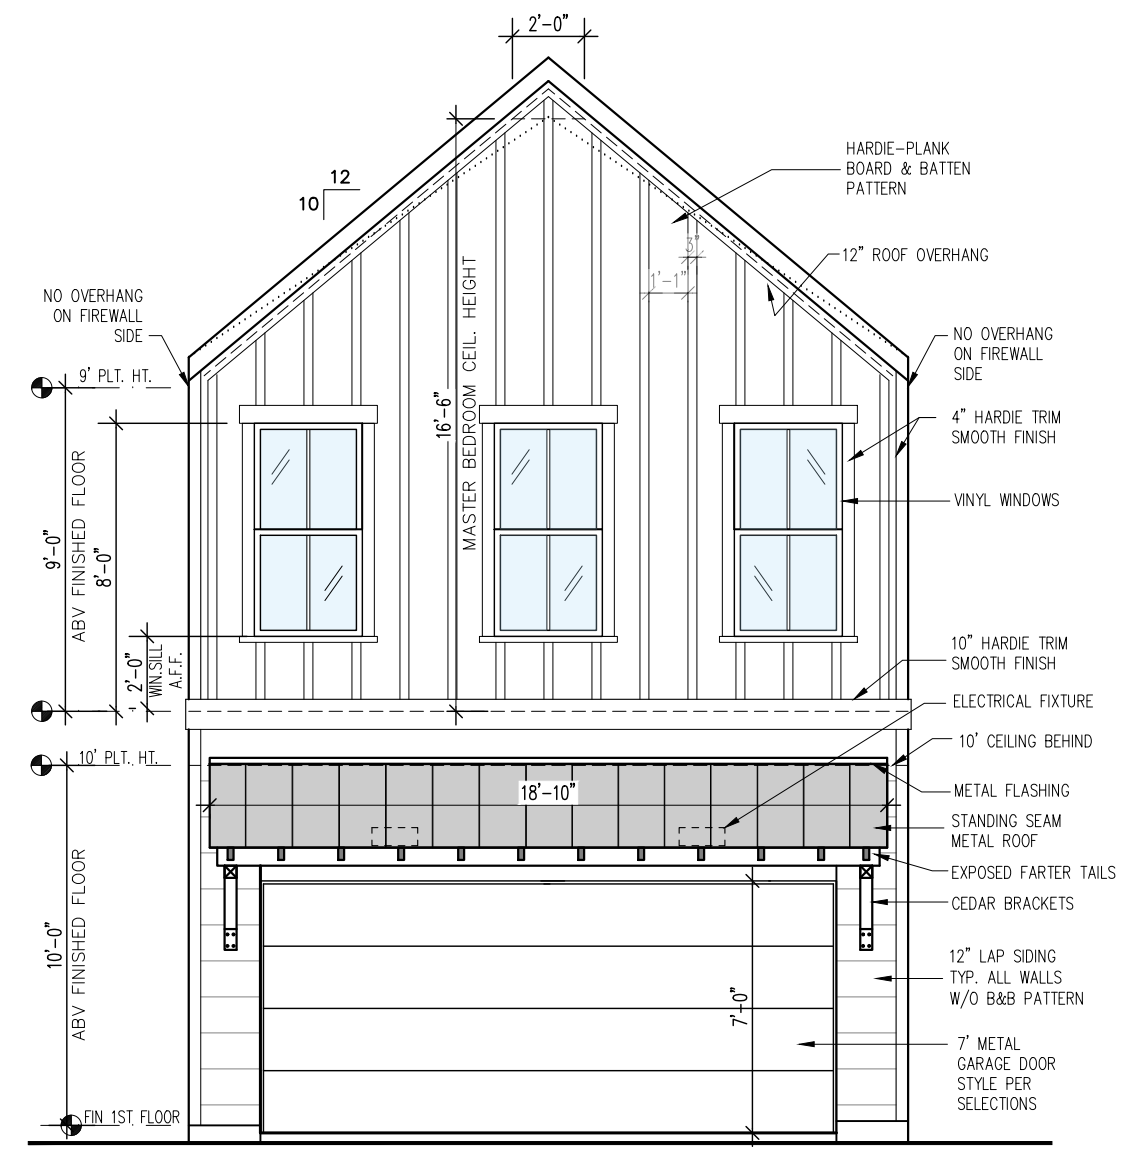 2'-0"
HARDIE-PLANK
BOARD & BATTEN
PATTERN
12
10
3"
12" ROOF OVERHANG
1'-1"
NO OVERHANG
ON FIREWALL
SIDE
NO OVERHANG
ON FIREWALL
SIDE
9' PLT. HT.
16'-6"
MASTER BEDROOM CEIL. HEIGHT
4" HARDIE TRIM
SMOOTH FINISH
VINYL WINDOWS
9'-0"
ABV FINISHED FLOOR
8'-0"
2'-0"
WIN.SILL
A.F.F.
10" HARDIE TRIM
SMOOTH FINISH
ELECTRICAL FIXTURE
10' CEILING BEHIND
10' PLT. HT.
METAL FLASHING
18'-10"
STANDING SEAM
METAL ROOF
EXPOSED FARTER TAILS
CEDAR BRACKETS
10'-0"
ABV FINISHED FLOOR
12" LAP SIDING
TYP. ALL WALLS
W/O B&B PATTERN
7'-0"
7' METAL
GARAGE DOOR
STYLE PER
SELECTIONS
FIN 1ST. FLOOR